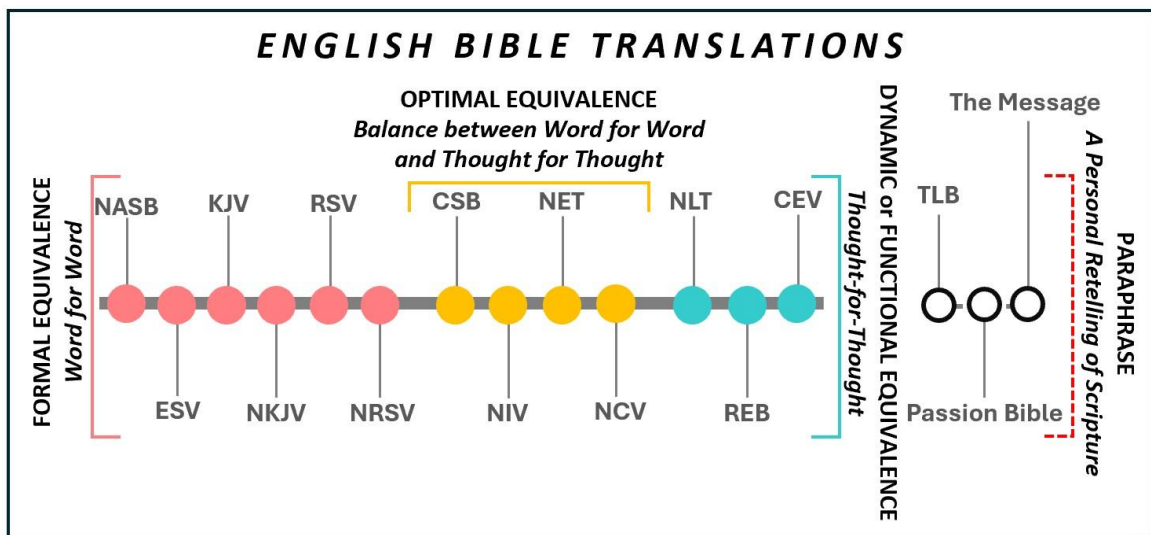 ENGLISH BIBLE TRANSLATIONS
OPTIMAL EQUIVALENCE
Balance between Word for Word
and Thought for Thought
FORMAL EQUIVALENCE
Word for Word
NASB
KJV
RSV
CSB
NET
NLT
CEV
ESV
NKJV
NRSV
NIV
NCV
REB
Thought-for-Thought
DYNAMIC or FUNCTIONAL EQUIVALENCE
The Message
TLB
Passion Bible
A Personal Retelling of Scripture
PARAPHRASE